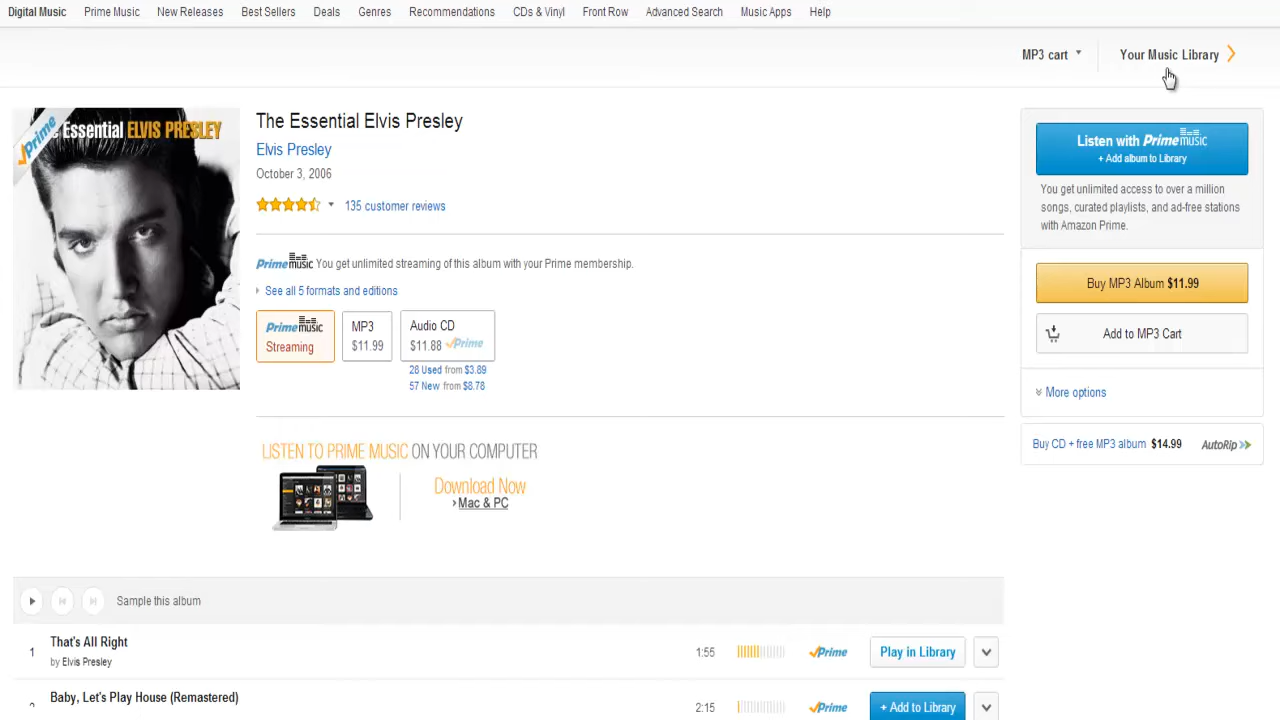 Digital Music Prime Music New Releases Best Sellers Deals Genres Recommendations CDs & Vinyl Front Row Advanced Search Music Apps Help
MP3 cart Your Music Library
Prime
Essential ELVIS PRESLEY
The Essential Elvis Presley
Elvis Presley
October 3, 2006
135 customer reviews
Prime music You get unlimited streaming of this album with your Prime membership.
See all 5 formats and editions
Prime music
Streaming
MP3
$11.99
Audio CD
$11.88 Prime
28 Used from $3.89
57 New from $8.78
Listen with Prime music
+ Add album to Library
You get unlimited access to over a million
songs, curated playlists, and ad-free stations
with Amazon Prime.
Buy MP3 Album $11.99
Add to MP3 Cart
More options
Buy CD + free MP3 album $14.99 AutoRip
LISTEN TO PRIME MUSIC ON YOUR COMPUTER
Download Now
› Mac & PC
Sample this album
1 That's All Right 1:55 Prime Play in Library
by Elvis Presley
Baby, Let's Play House (Remastered) 2:15 Prime + Add to Library